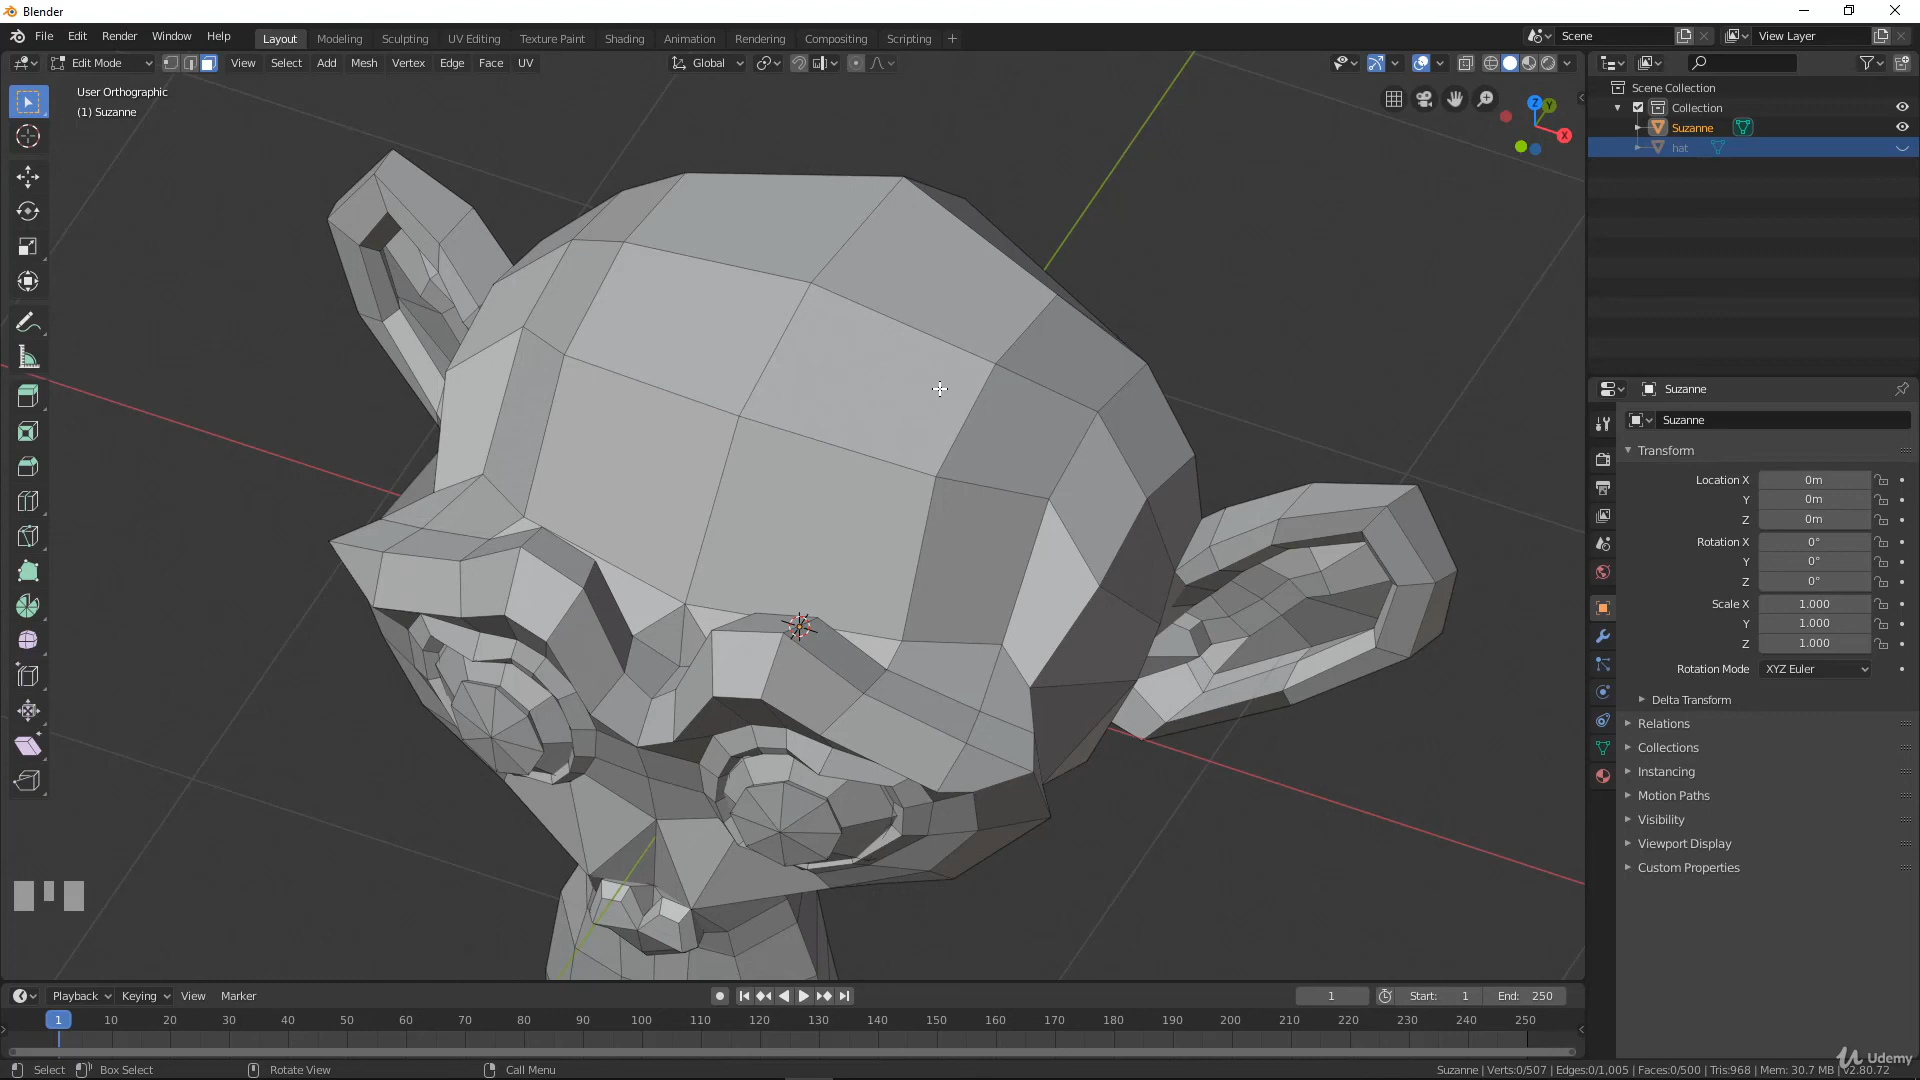 Blender
File Edit Render Window Help
Layout Modeling Sculpting UV Editing Texture Paint Shading Animation Rendering Compositing Scripting
Scene
View Layer
Edit Mode View Select Add Mesh Vertex Edge Face UV
Global
User Orthographic
(1) Suzanne
Z Y X
Scene Collection
Collection
Suzanne
hat
Suzanne
Suzanne
Transform
Location X 0m
Y 0m
Z 0m
Rotation X 0°
Y 0°
Z 0°
Scale X 1.000
Y 1.000
Z 1.000
Rotation Mode XYZ Euler
Delta Transform
Relations
Collections
Instancing
Motion Paths
Visibility
Viewport Display
Custom Properties
Playback Keying View Marker
1 Start: 1 End: 250
1 10 20 30 40 50 60 70 80 90 100 110 120 130 140 150 160 170 180 190 200 210 220 230 240 250
Select Box Select Rotate View Call Menu
Suzanne | Verts:0/507 | Edges:0/1,005 | Faces:0/500 | Tris:968 | Mem: 30.7 MB | v2.80.72
Udemy